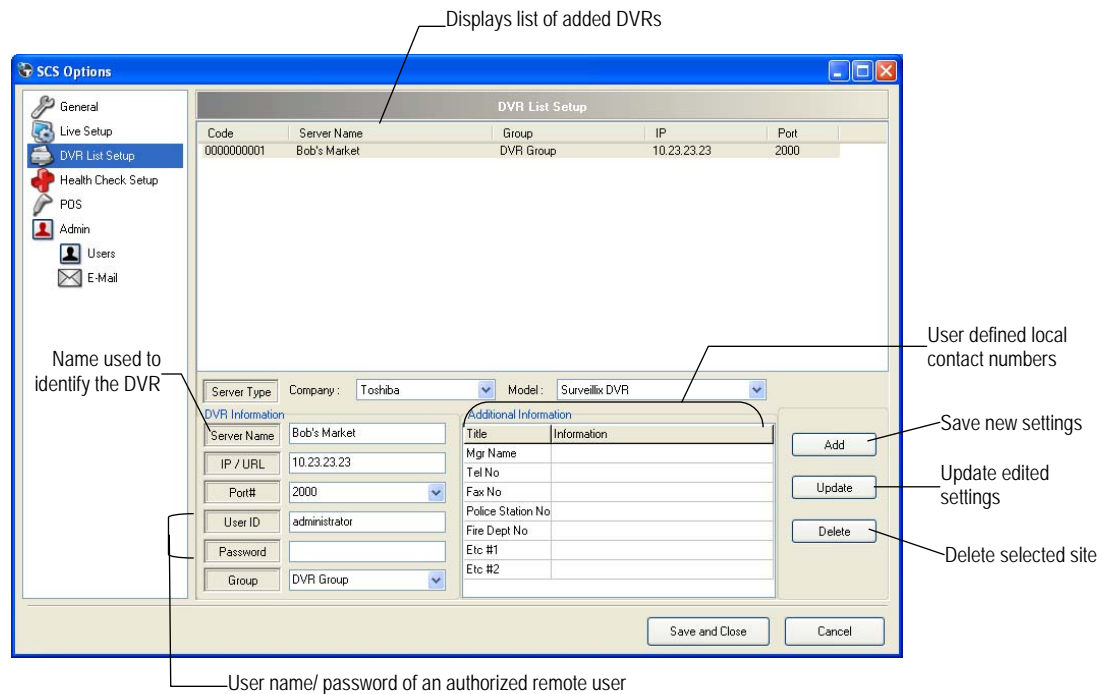 Displays list of added DVRs
SCS Options
General
Live Setup
DVR List Setup
Health Check Setup
POS
Admin
Users
E-Mail
DVR List Setup
Code Server Name Group IP Port
0000000001 Bob's Market DVR Group 10.23.23.23 2000
Name used to
identify the DVR
User defined local
contact numbers
Server Type Company : Toshiba Model : Surveillix DVR
DVR Information
Server Name Bob's Market
IP / URL 10.23.23.23
Port# 2000
User ID administrator
Password
Group DVR Group
Additional Information
Title Information
Mgr Name
Tel No
Fax No
Police Station No
Fire Dept No
Etc #1
Etc #2
Add
Update
Delete
Save new settings
Update edited
settings
Delete selected site
Save and Close Cancel
User name/ password of an authorized remote user